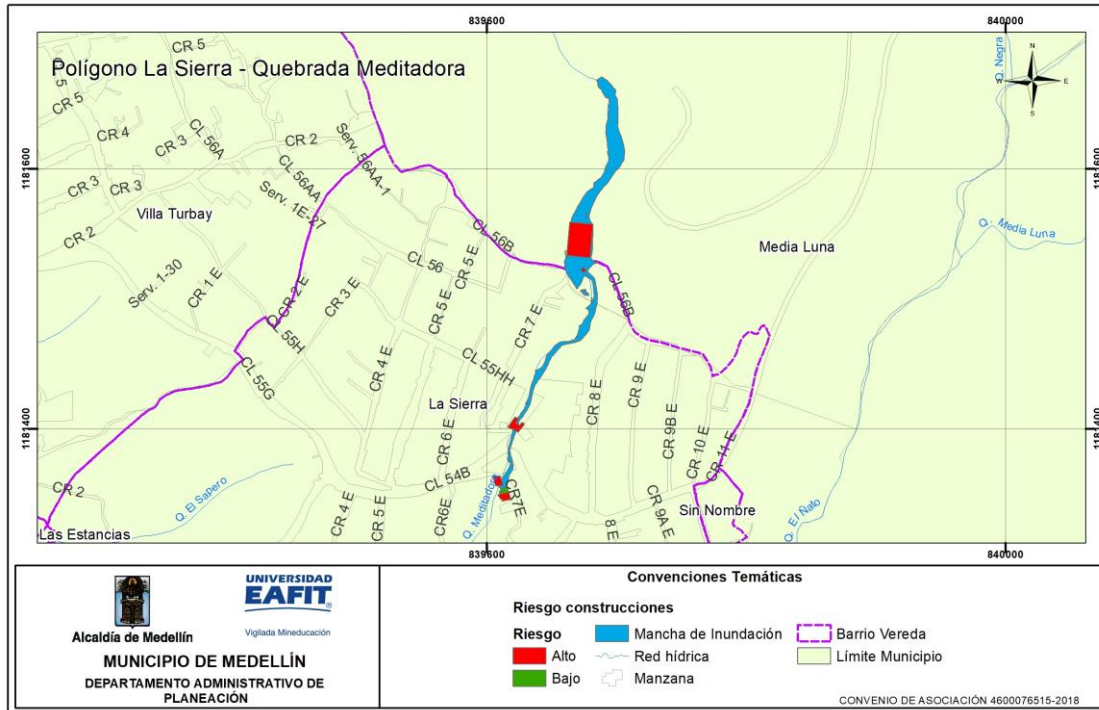 839600
840000
Polígono La Sierra - Quebrada Meditadora
N
W
E
S
Q. Negra
CR 5
CR 5
CR 4
CR 3
CL 56A
CR 2
Serv. 56AA-1
1181600
1181600
CR 3
CR 3
CL 56AA
Serv. 1E-27
Villa Turbay
CR 2
CL 56B
Media Luna
Q. Media Luna
Serv. 1-30
CL 56
CR 5 E
CR 1 E
CR 2 E
CR 3 E
CR 5 E
CR 7 E
CL 56B
CL 55H
CL 55HH
CR 4 E
CL 55G
La Sierra
CR 8 E
CR 9 E
CR 9B E
CR 10 E
CR 11 E
1181400
1181400
CR 6 E
CL 54B
CR 2
Q. El Sapero
CR 4 E
CR 5 E
CR6E
Q. Meditadora
CR7E
8 E
CR 9A E
Sin Nombre
Q. El Ñato
Las Estancias
839600
840000
Alcaldía de Medellín
UNIVERSIDAD
EAFIT
Vigilada Mineducación
MUNICIPIO DE MEDELLÍN
DEPARTAMENTO ADMINISTRATIVO DE
PLANEACIÓN
Convenciones Temáticas
Riesgo construcciones
Riesgo
Alto
Bajo
Mancha de Inundación
Red hídrica
Manzana
Barrio Vereda
Límite Municipio
CONVENIO DE ASOCIACIÓN 4600076515-2018